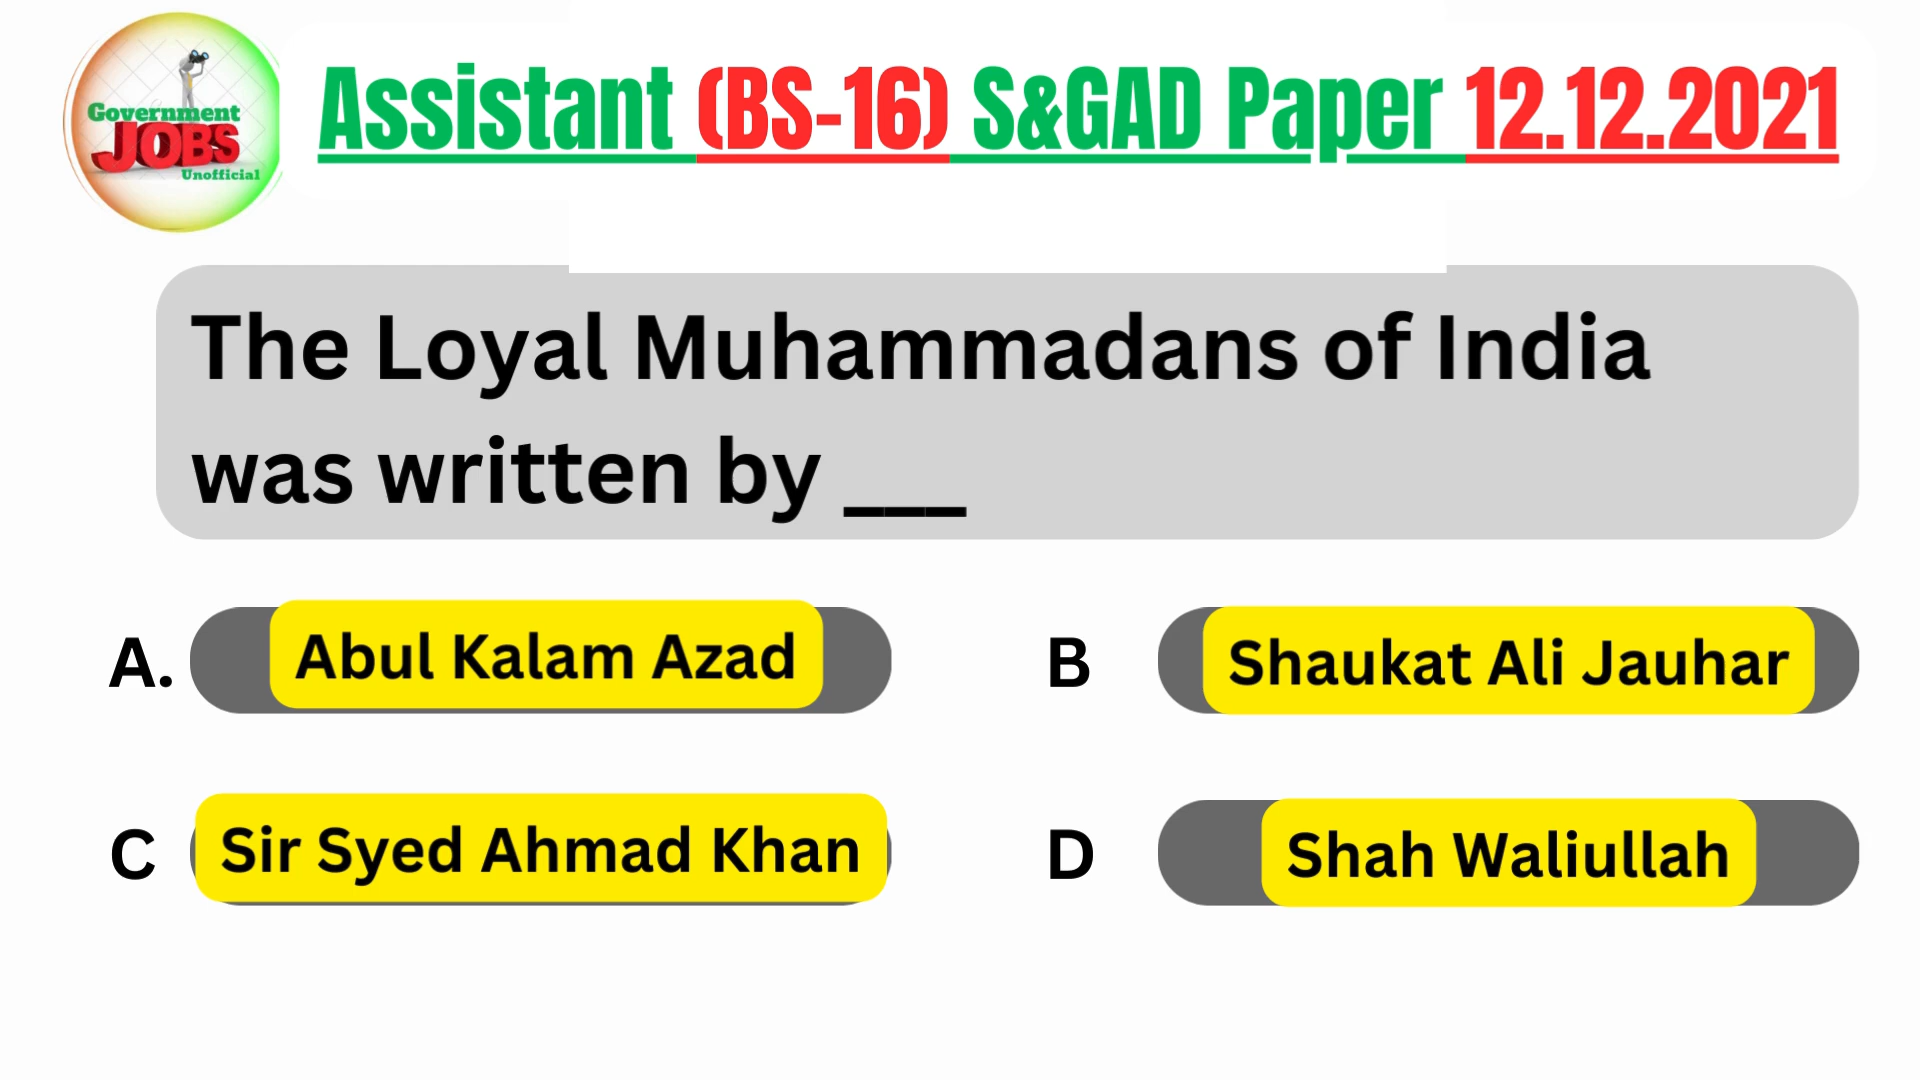 Government
JOBS
Unofficial
Assistant (BS-16) S&GAD Paper 12.12.2021
The Loyal Muhammadans of India
was written by ___
A. Abul Kalam Azad
B Shaukat Ali Jauhar
C Sir Syed Ahmad Khan
D Shah Waliullah